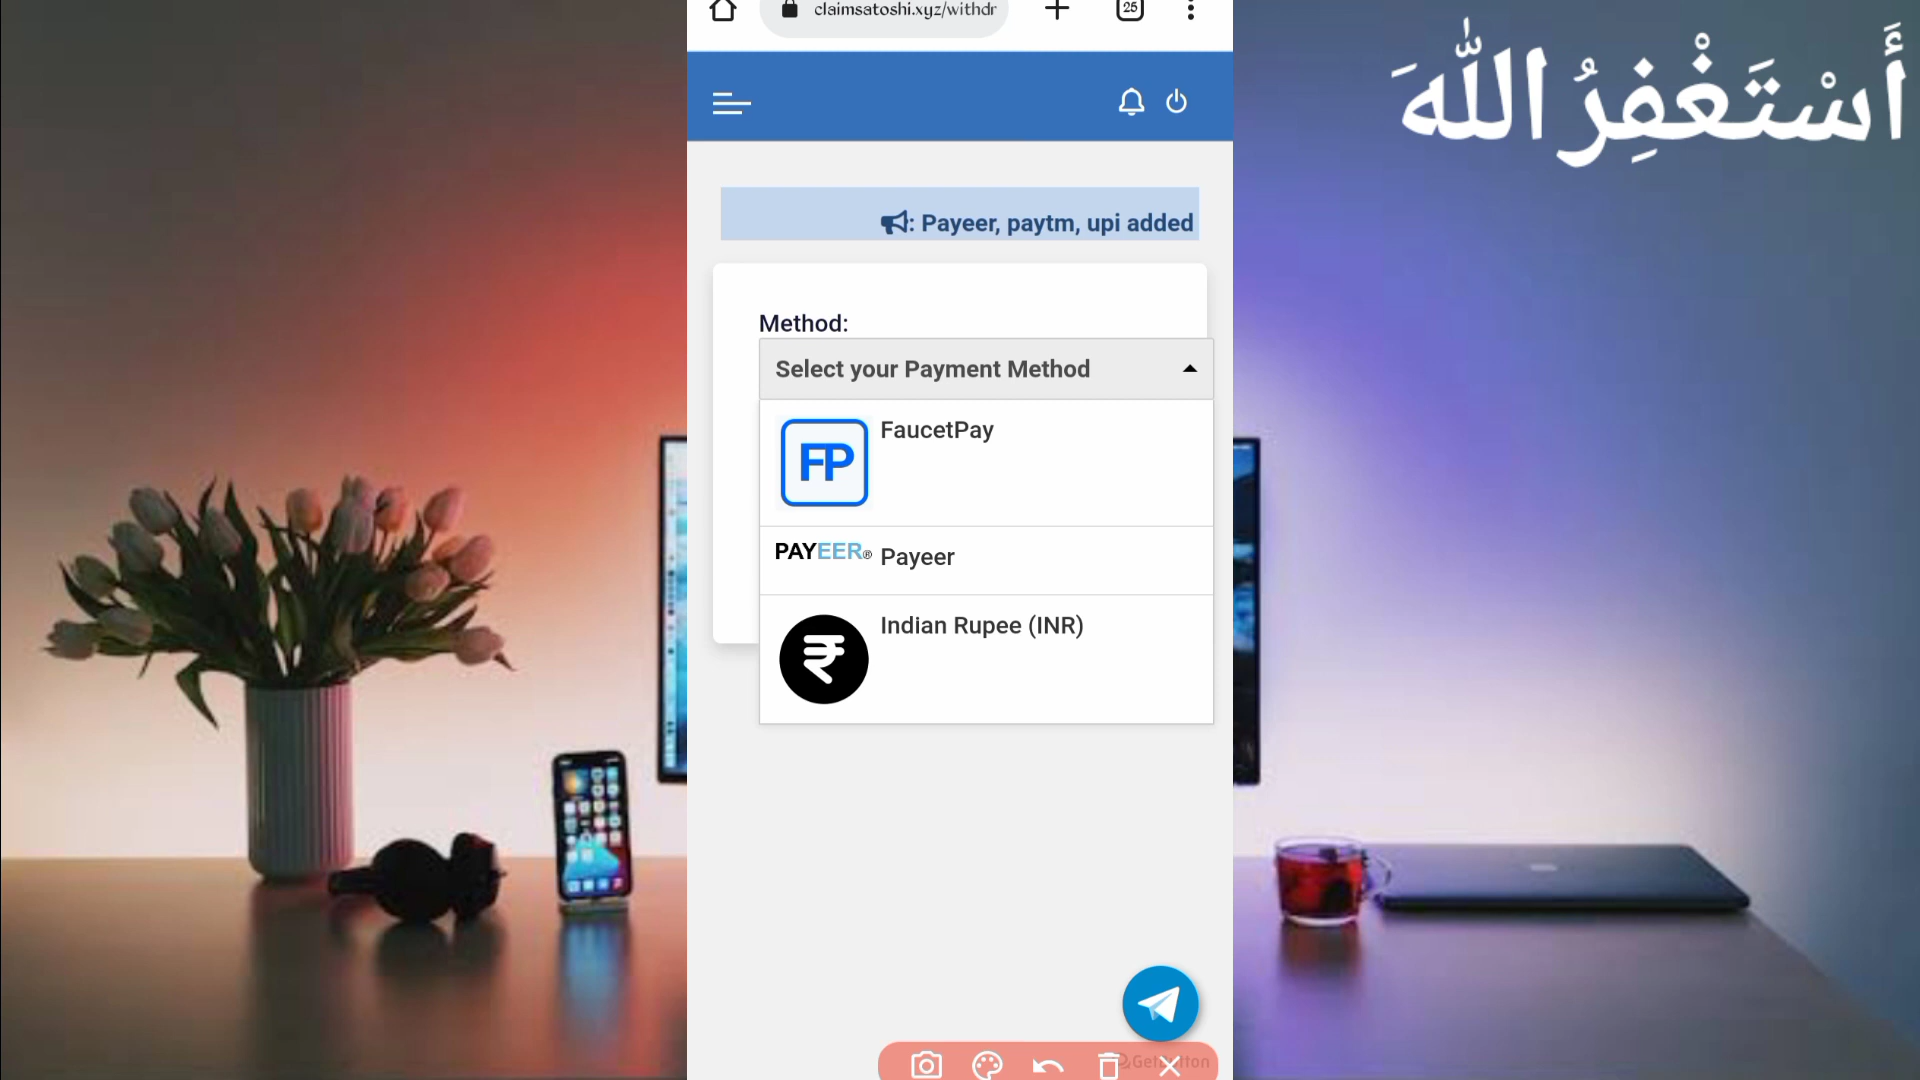 claimsatoshi.xyz/withdr
25
أَسْتَغْفِرُ اللّٰهَ
: Payeer, paytm, upi added
Method:
Select your Payment Method
FP
FaucetPay
PAYEER®
Payeer
Indian Rupee (INR)
₹
GetButton